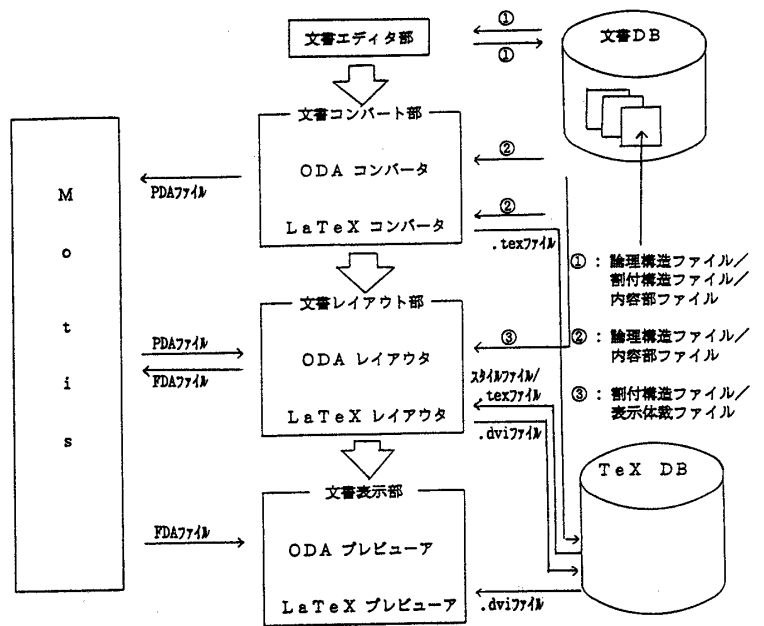 文書エディタ部
①
①
文書DB
文書コンバート部
ODA コンバータ
LaTeX コンバータ
②
②
PDAファイル
.texファイル
Motis
①：論理構造ファイル／
割付構造ファイル／
内容部ファイル
②：論理構造ファイル／
内容部ファイル
③：割付構造ファイル／
表示体裁ファイル
文書レイアウト部
ODA レイアウタ
LaTeX レイアウタ
PDAファイル
FDAファイル
③
スタイルファイル/
texファイル
.dviファイル
TeX DB
文書表示部
ODA プレビューア
LaTeX プレビューア
FDAファイル
.dviファイル